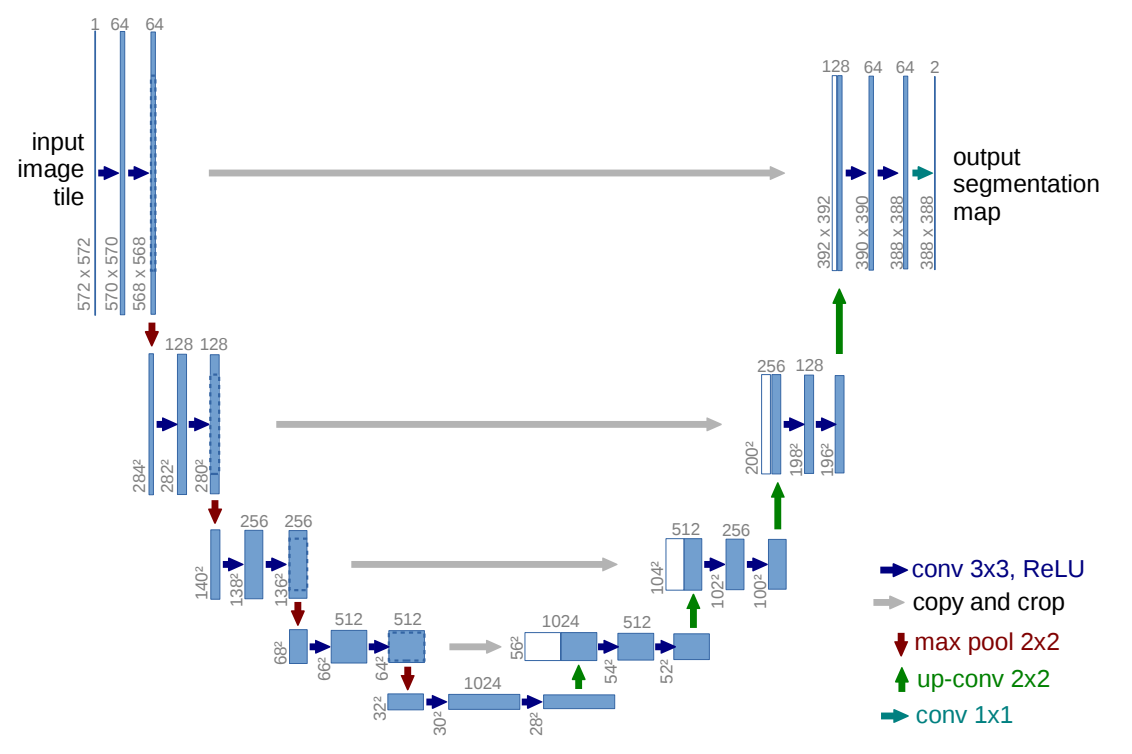 1 64 64
input
image
tile
572 x 572
570 x 570
568 x 568
128 64 64 2
392 x 392
390 x 390
388 x 388
388 x 388
output
segmentation
map
128 128
284²
282²
280²
256 128
200²
198²
196²
256 256
140²
138²
136²
512 256
104²
102²
100²
512 512
68²
66²
64²
1024 512
56²
54²
52²
1024
32²
30²
28²
conv 3x3, ReLU
copy and crop
max pool 2x2
up-conv 2x2
conv 1x1